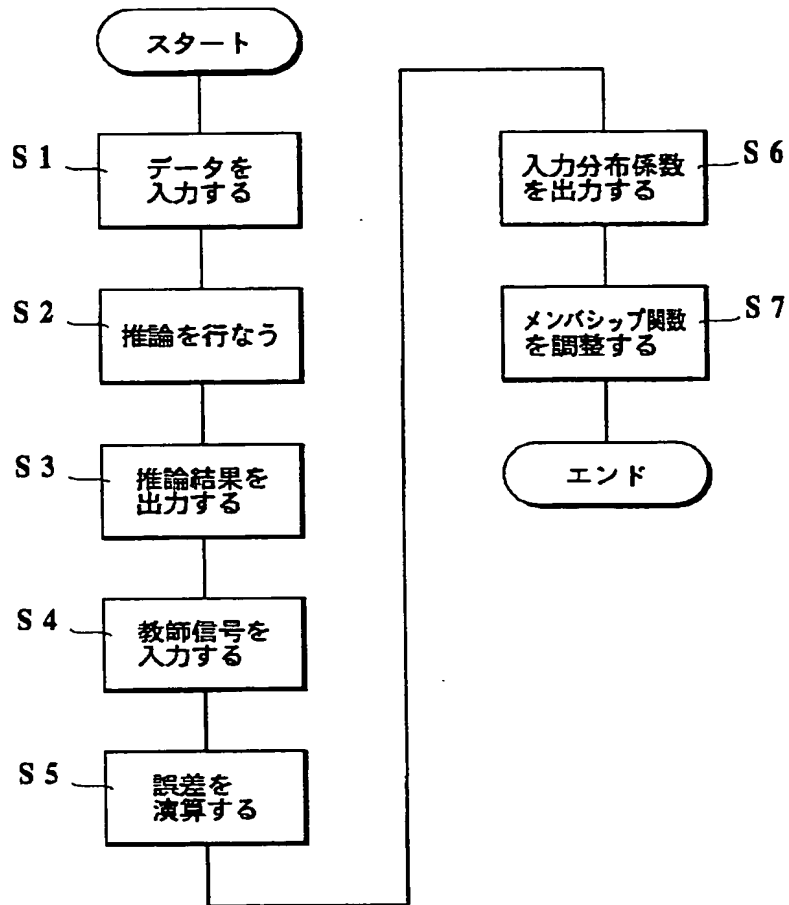 スタート
S 1
データを
入力する
S 2
推論を行なう
S 3
推論結果を
出力する
S 4
教師信号を
入力する
S 5
誤差を
演算する
S 6
入力分布係数
を出力する
S 7
メンバシップ関数
を調整する
エンド